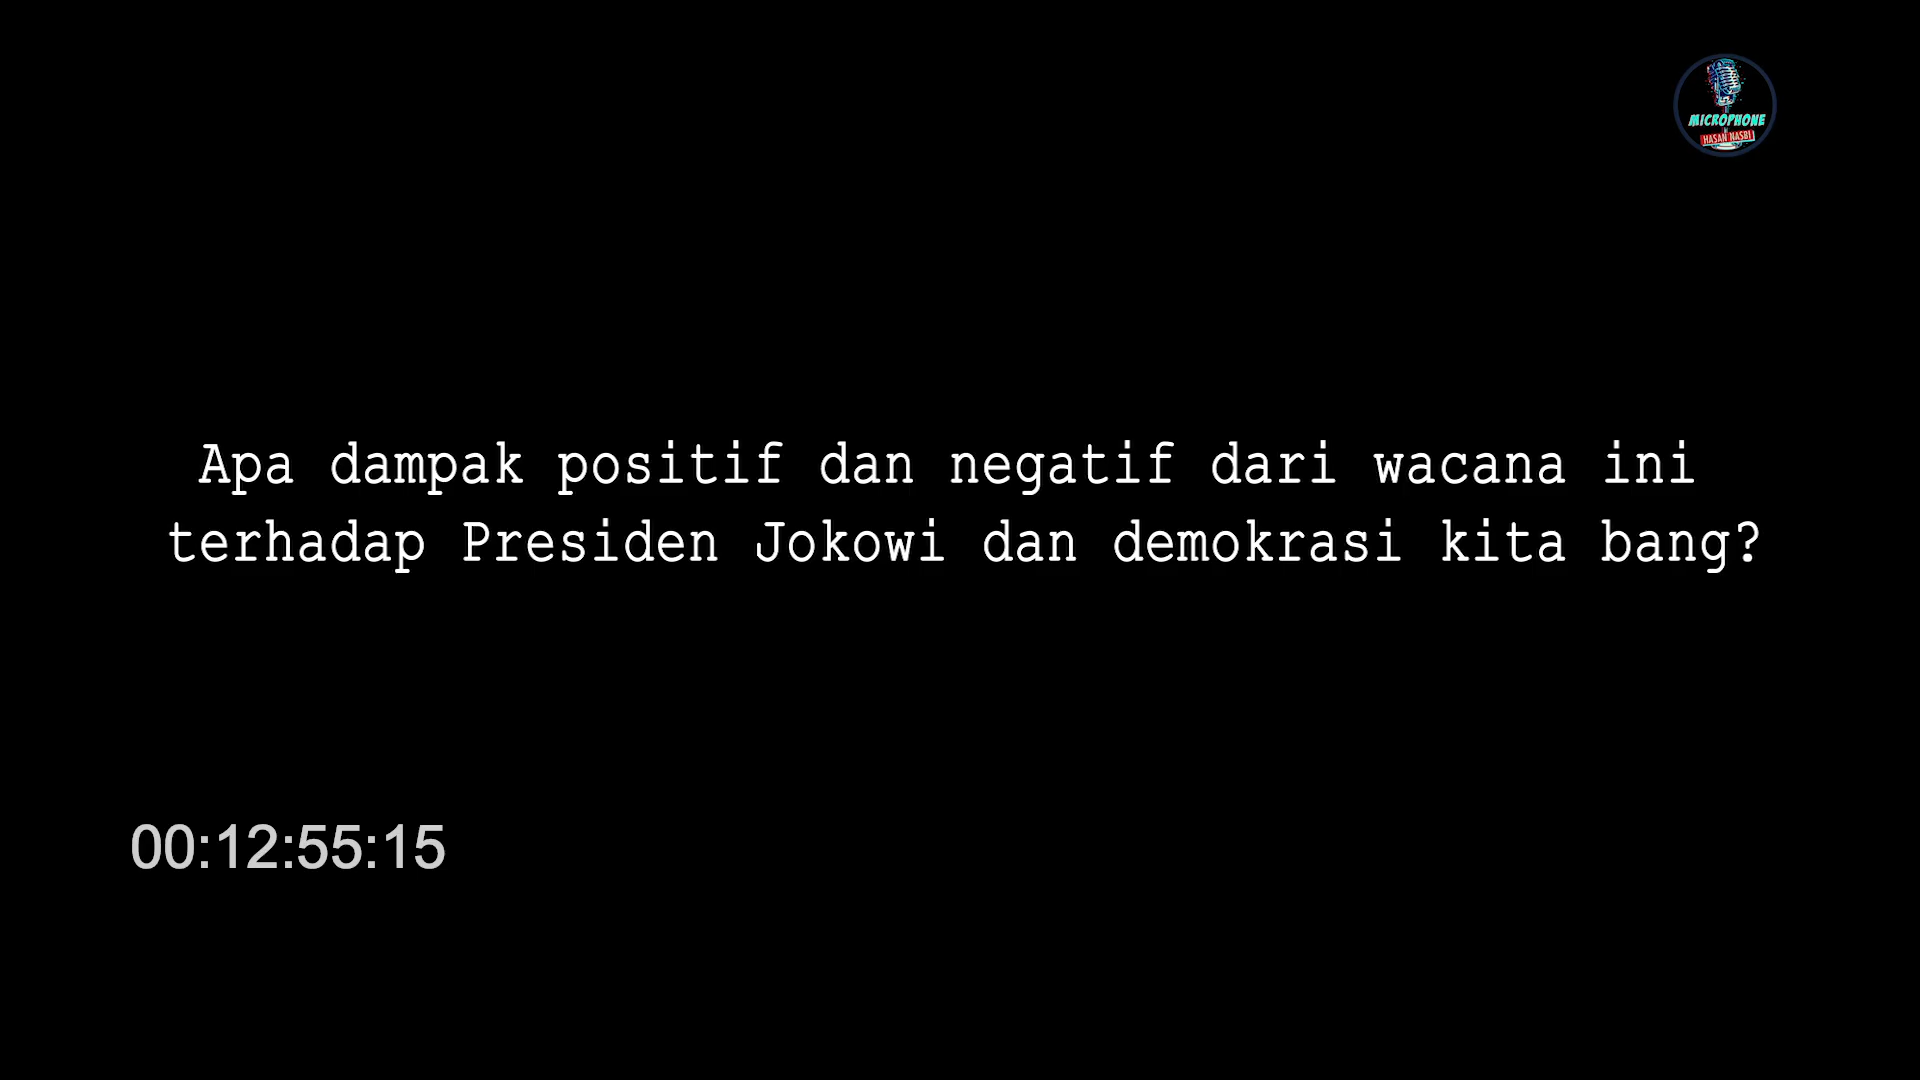 MICROPHONE
HASAN NASBI
Apa dampak positif dan negatif dari wacana ini
terhadap Presiden Jokowi dan demokrasi kita bang?
00:12:55:15